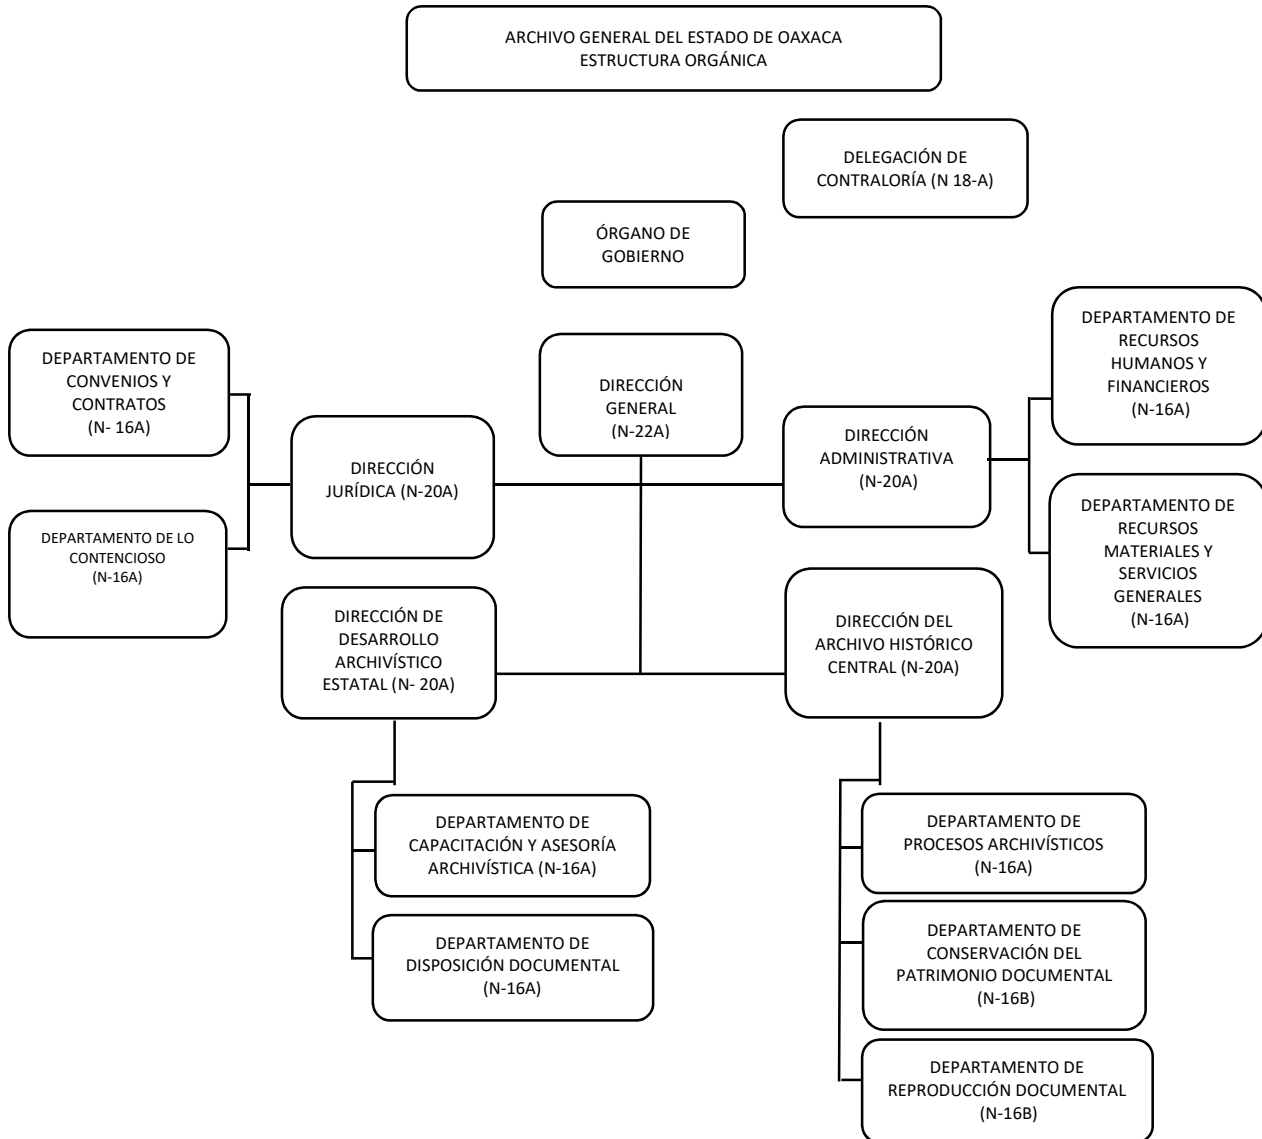 ARCHIVO GENERAL DEL ESTADO DE OAXACA
ESTRUCTURA ORGÁNICA
DELEGACIÓN DE
CONTRALORÍA (N 18-A)
ÓRGANO DE
GOBIERNO
DIRECCIÓN
GENERAL
(N-22A)
DEPARTAMENTO DE
CONVENIOS Y
CONTRATOS
(N- 16A)
DEPARTAMENTO DE LO
CONTENCIOSO
(N-16A)
DIRECCIÓN
JURÍDICA (N-20A)
DIRECCIÓN
ADMINISTRATIVA
(N-20A)
DEPARTAMENTO DE
RECURSOS
HUMANOS Y
FINANCIEROS
(N-16A)
DEPARTAMENTO DE
RECURSOS
MATERIALES Y
SERVICIOS
GENERALES
(N-16A)
DIRECCIÓN DE
DESARROLLO
ARCHIVÍSTICO
ESTATAL (N- 20A)
DIRECCIÓN DEL
ARCHIVO HISTÓRICO
CENTRAL (N-20A)
DEPARTAMENTO DE
CAPACITACIÓN Y ASESORÍA
ARCHIVÍSTICA (N-16A)
DEPARTAMENTO DE
DISPOSICIÓN DOCUMENTAL
(N-16A)
DEPARTAMENTO DE
PROCESOS ARCHIVÍSTICOS
(N-16A)
DEPARTAMENTO DE
CONSERVACIÓN DEL
PATRIMONIO DOCUMENTAL
(N-16B)
DEPARTAMENTO DE
REPRODUCCIÓN DOCUMENTAL
(N-16B)